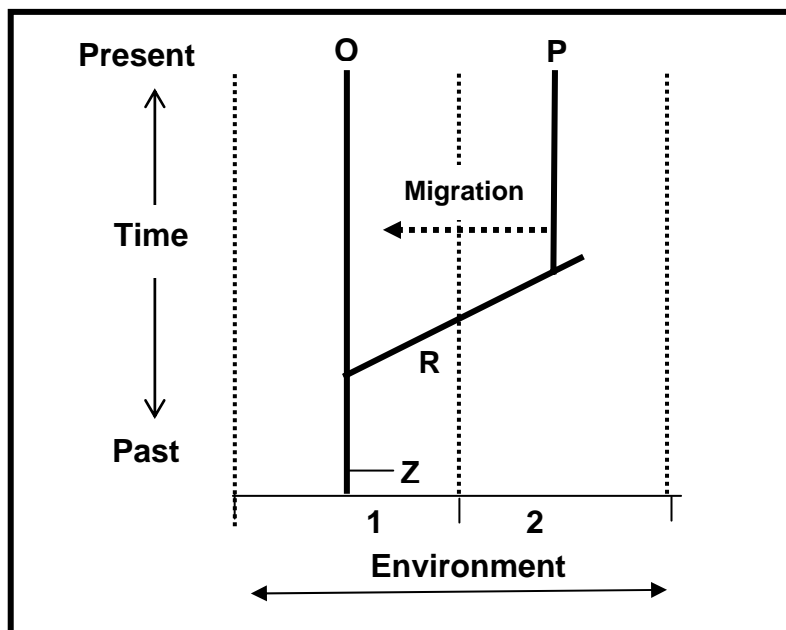 O P
Present
Migration
Time
R
Past
Z
1 2
Environment